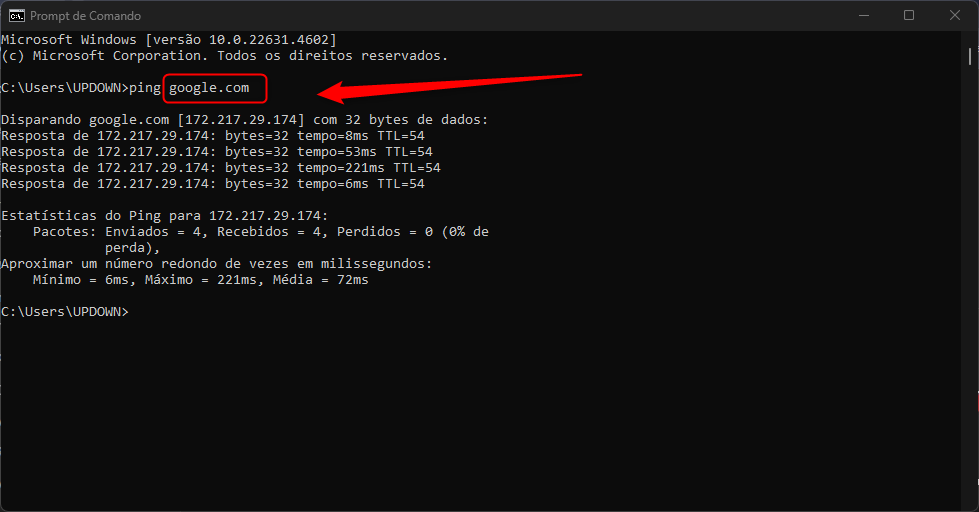 Prompt de Comando
Microsoft Windows [versão 10.0.22631.4602]
(c) Microsoft Corporation. Todos os direitos reservados.
C:\Users\UPDOWN>ping google.com
Disparando google.com [172.217.29.174] com 32 bytes de dados:
Resposta de 172.217.29.174: bytes=32 tempo=8ms TTL=54
Resposta de 172.217.29.174: bytes=32 tempo=53ms TTL=54
Resposta de 172.217.29.174: bytes=32 tempo=221ms TTL=54
Resposta de 172.217.29.174: bytes=32 tempo=6ms TTL=54
Estatísticas do Ping para 172.217.29.174:
Pacotes: Enviados = 4, Recebidos = 4, Perdidos = 0 (0% de
perda),
Aproximar um número redondo de vezes em milissegundos:
Mínimo = 6ms, Máximo = 221ms, Média = 72ms
C:\Users\UPDOWN>